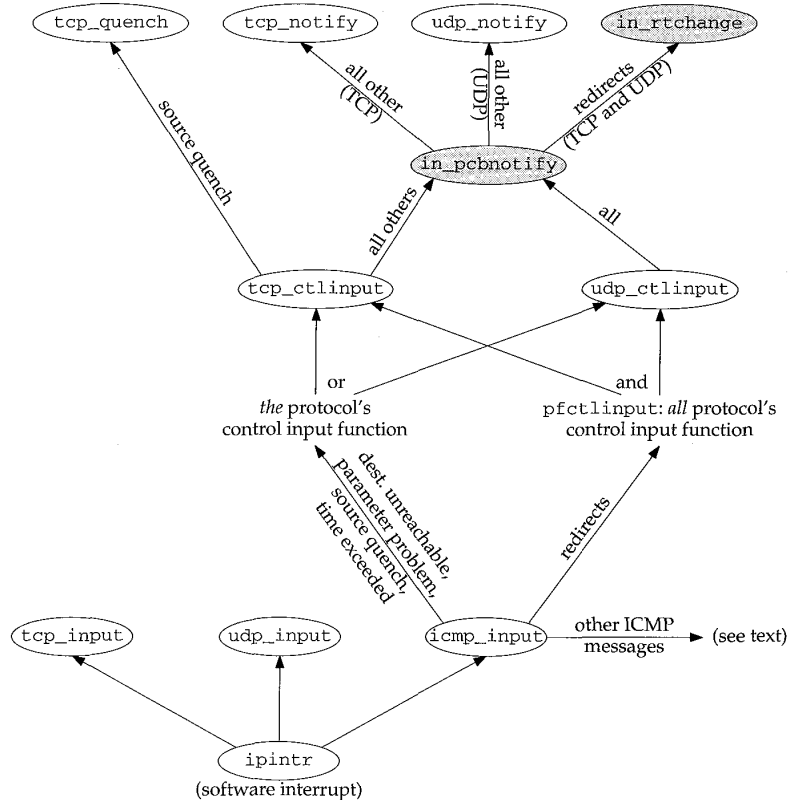 tcp_quench
tcp_notify
udp_notify
in_rtchange
all other
(TCP)
all other
(UDP)
redirects
(TCP and UDP)
source quench
in_pcbnotify
all others
all
tcp_ctlinput
udp_ctlinput
or
the protocol's
control input function
and
pfctlinput: all protocol's
control input function
dest. unreachable,
parameter problem,
source quench,
time exceeded
redirects
tcp_input
udp_input
icmp_input
other ICMP
messages
(see text)
ipintr
(software interrupt)